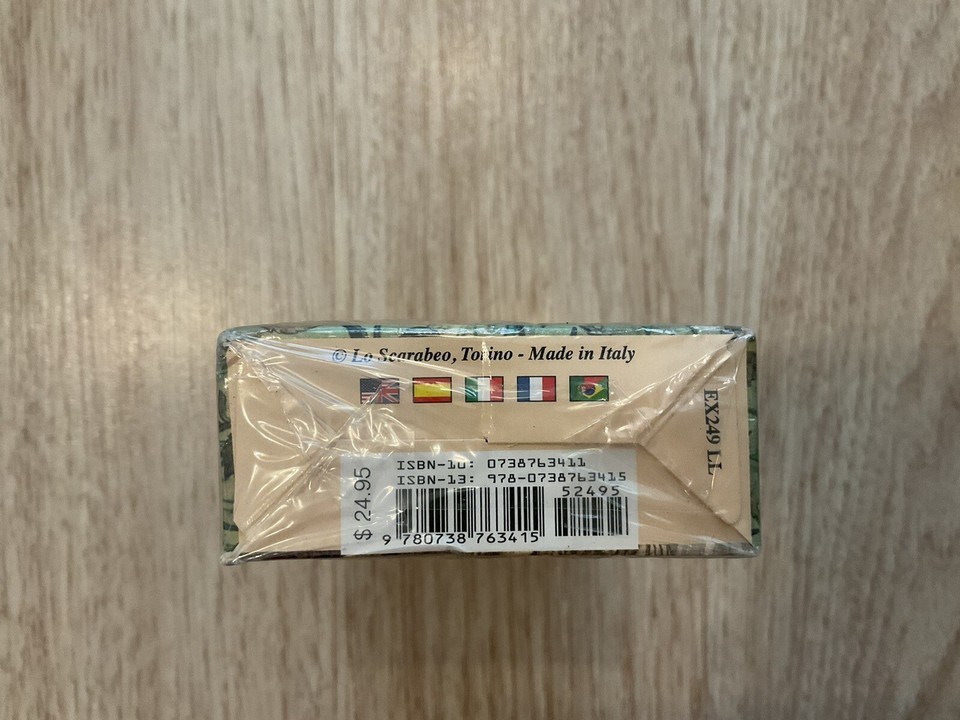 © Lo Scarabeo, Torino - Made in Italy
EX249 LL
ISBN-10: 0738763411
ISBN-13: 978-0738763415
52495
$ 24.95
9 780738 763415